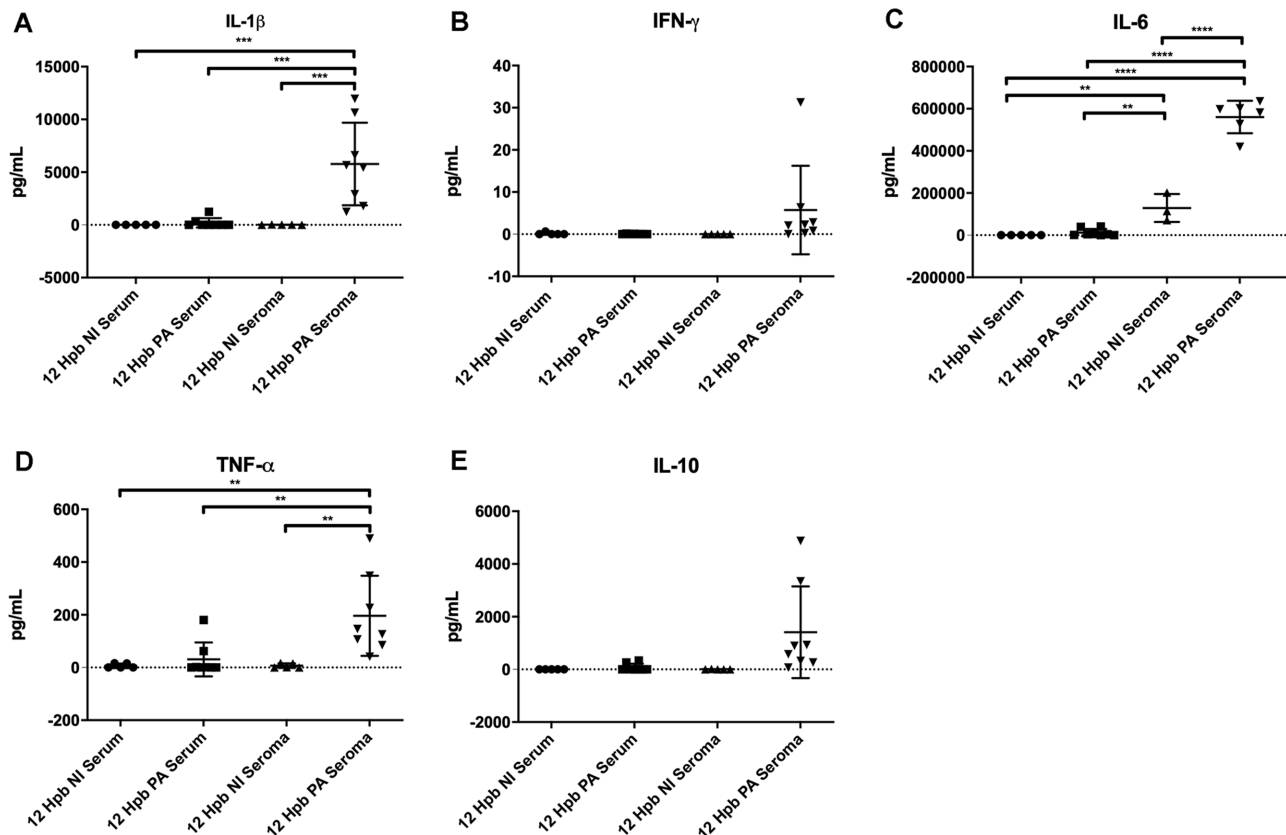 A
IL-1β
***
***
***
15000
10000
5000
0
-5000
pg/mL
12 Hpb NI Serum
12 Hpb PA Serum
12 Hpb NI Seroma
12 Hpb PA Seroma
B
IFN-γ
40
30
20
10
0
-10
pg/mL
12 Hpb NI Serum
12 Hpb PA Serum
12 Hpb NI Seroma
12 Hpb PA Seroma
C
IL-6
****
****
****
**
**
800000
600000
400000
200000
0
-200000
pg/mL
12 Hpb NI Serum
12 Hpb PA Serum
12 Hpb NI Seroma
12 Hpb PA Seroma
D
TNF-α
**
**
**
600
400
200
0
-200
pg/mL
12 Hpb NI Serum
12 Hpb PA Serum
12 Hpb NI Seroma
12 Hpb PA Seroma
E
IL-10
6000
4000
2000
0
-2000
pg/mL
12 Hpb NI Serum
12 Hpb PA Serum
12 Hpb NI Seroma
12 Hpb PA Seroma